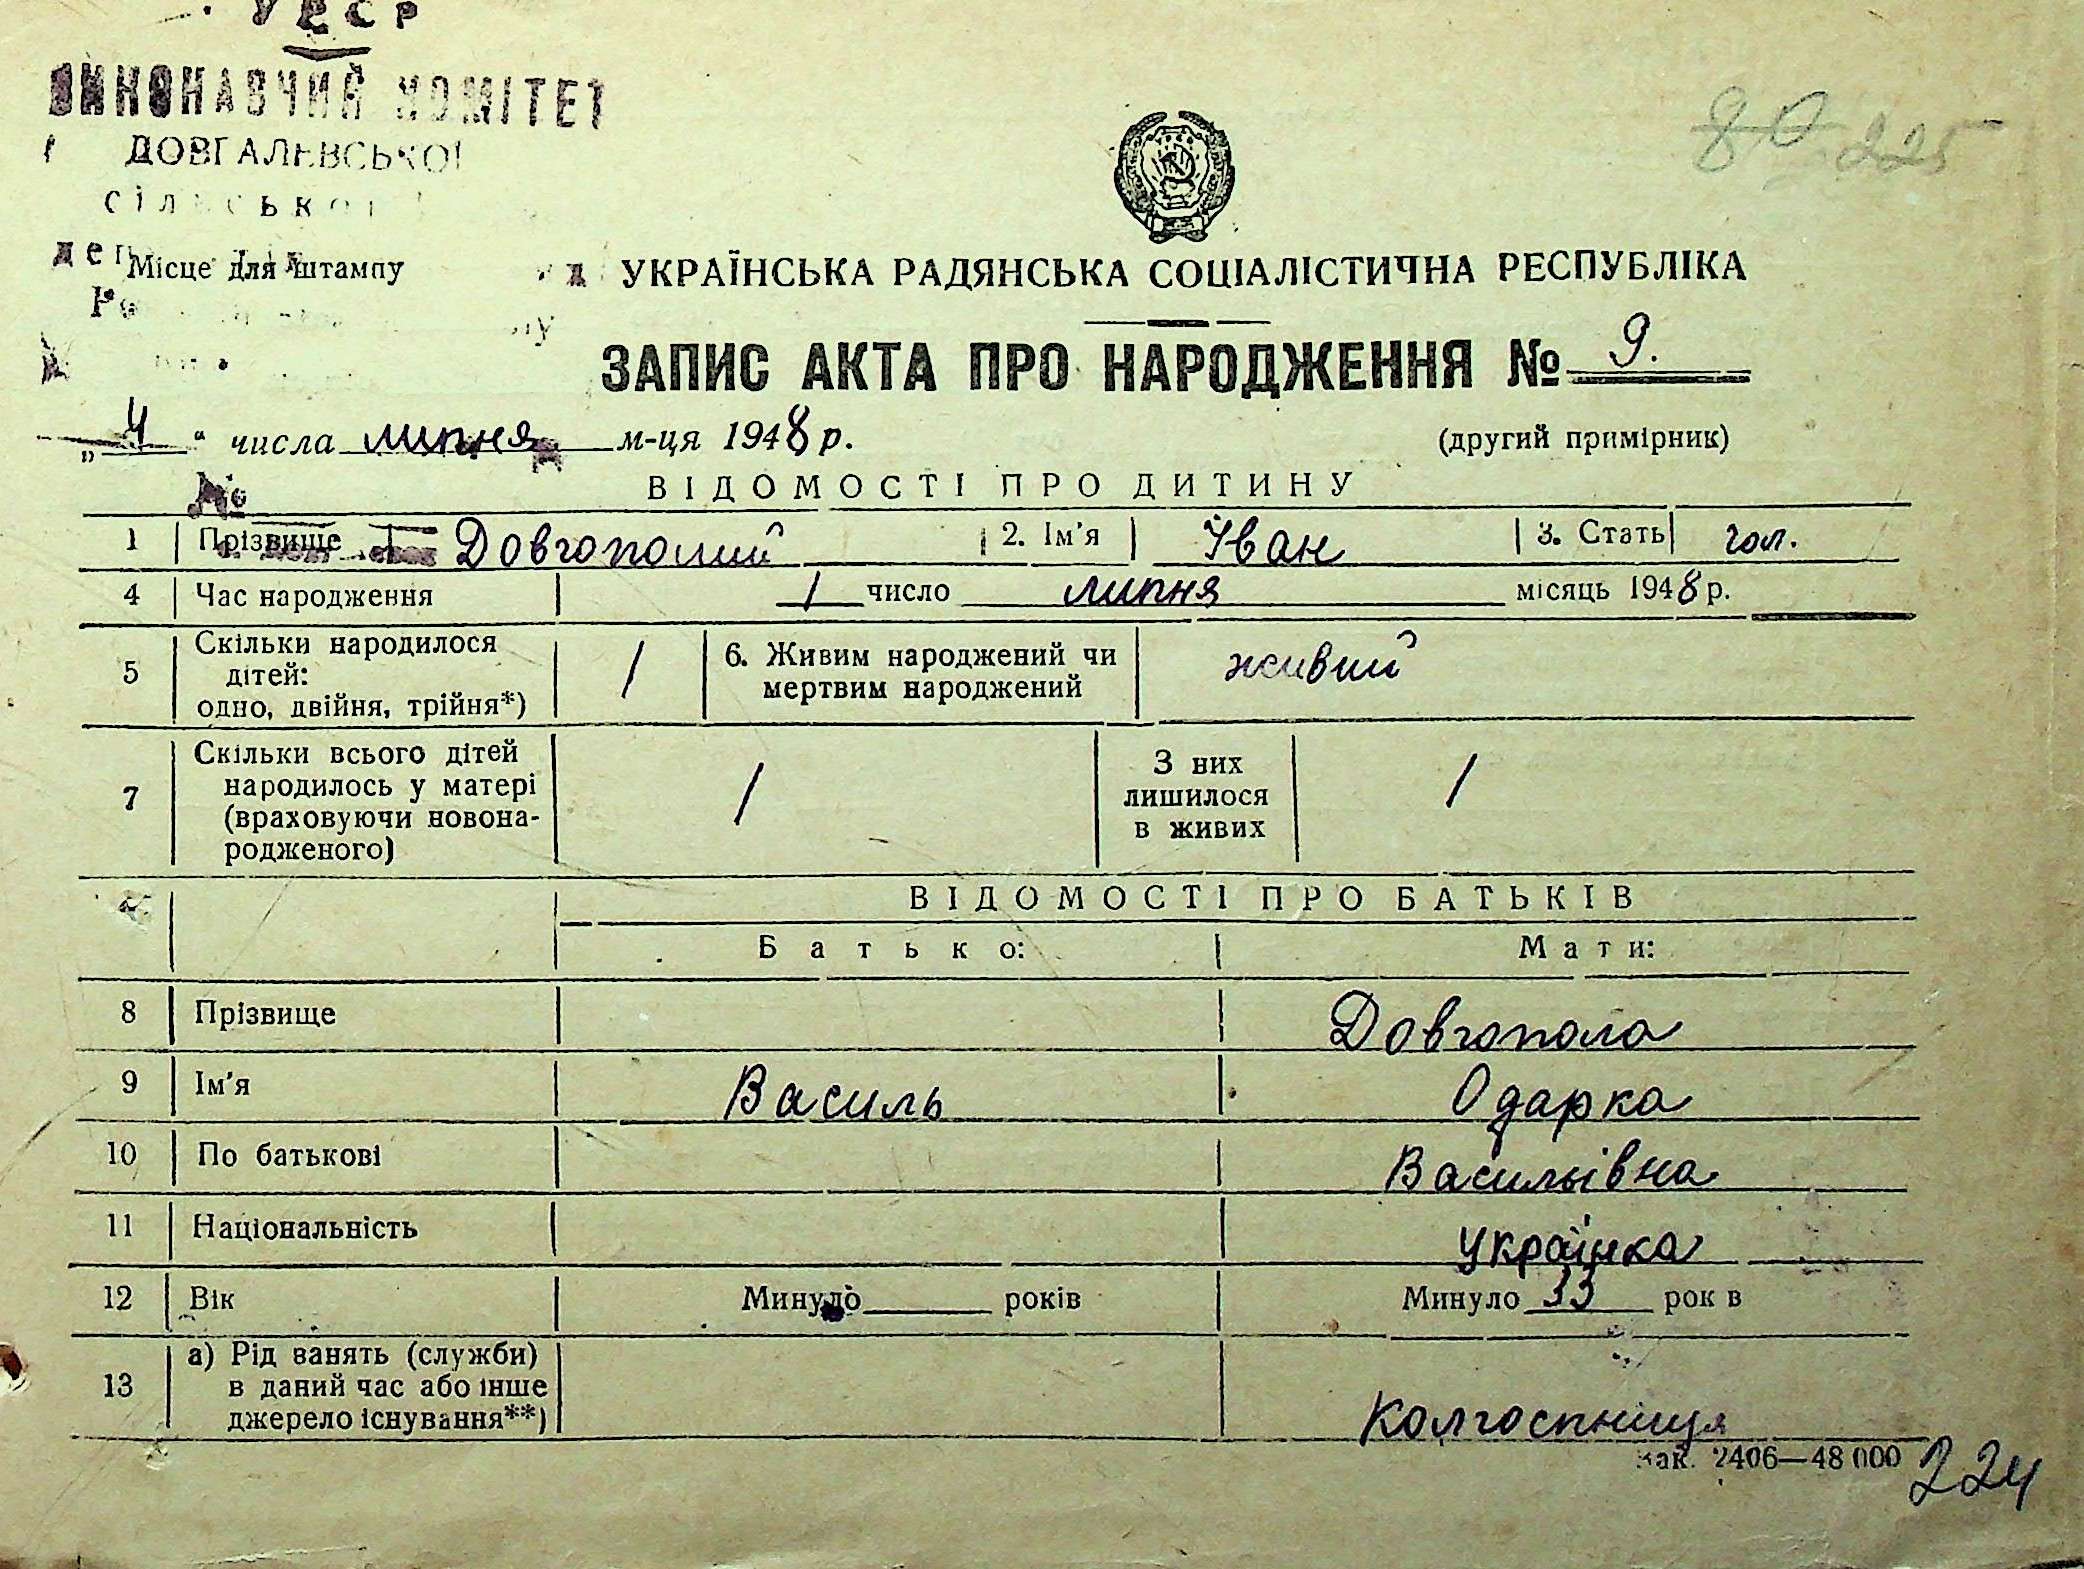 УРСР
ВИКОНАВЧИЙ КОМІТЕТ
ДОВГАЛЕВСЬКОЇ
СІЛЬСЬКОЇ
Місце для штампу
80 225
УКРАЇНСЬКА РАДЯНСЬКА СОЦІАЛІСТИЧНА РЕСПУБЛІКА
ЗАПИС АКТА ПРО НАРОДЖЕННЯ № 9.
„4“ числа липня м-ця 1948 р.
(другий примірник)
№
ВІДОМОСТІ ПРО ДИТИНУ
1 Прізвище Довгополий 2. Ім'я Іван 3. Стать чол.
4 Час народження 1 число липня місяць 1948 р.
5 Скільки народилося дітей: одно, двійня, трійня*) 1 6. Живим народжений чи мертвим народжений живий
7 Скільки всього дітей народилось у матері (враховуючи новонародженого) 1 З них лишилося в живих 1
ВІДОМОСТІ ПРО БАТЬКІВ
Батько: Мати:
8 Прізвище Довгопола
9 Ім'я Василь Одарка
10 По батькові Васильівна
11 Національність українка
12 Вік Минуло років Минуло 33 рок в
13 а) Рід занять (служби) в даний час або інше джерело існування**) Колгоспниця
Зак. 2406—48 000
224